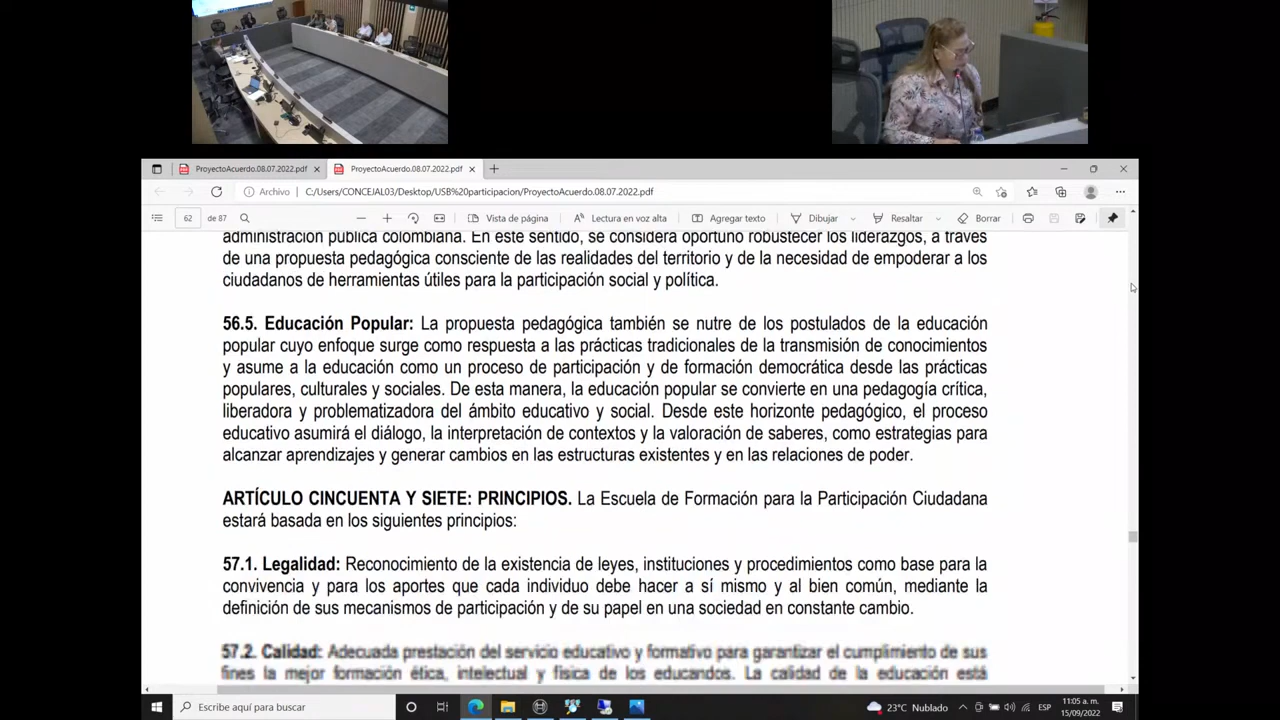 ProyectoAcuerdo.08.07.2022.pdf
ProyectoAcuerdo.08.07.2022.pdf
Archivo C:/Users/CONCEJAL03/Desktop/USB%20participacion/ProyectoAcuerdo.08.07.2022.pdf
62 de 87 Vista de página Lectura en voz alta Agregar texto Dibujar Resaltar Borrar
administración pública colombiana. En este sentido, se considera oportuno robustecer los liderazgos, a través
de una propuesta pedagógica consciente de las realidades del territorio y de la necesidad de empoderar a los
ciudadanos de herramientas útiles para la participación social y política.
56.5. Educación Popular: La propuesta pedagógica también se nutre de los postulados de la educación
popular cuyo enfoque surge como respuesta a las prácticas tradicionales de la transmisión de conocimientos
y asume a la educación como un proceso de participación y de formación democrática desde las prácticas
populares, culturales y sociales. De esta manera, la educación popular se convierte en una pedagogía crítica,
liberadora y problematizadora del ámbito educativo y social. Desde este horizonte pedagógico, el proceso
educativo asumirá el diálogo, la interpretación de contextos y la valoración de saberes, como estrategias para
alcanzar aprendizajes y generar cambios en las estructuras existentes y en las relaciones de poder.
ARTÍCULO CINCUENTA Y SIETE: PRINCIPIOS. La Escuela de Formación para la Participación Ciudadana
estará basada en los siguientes principios:
57.1. Legalidad: Reconocimiento de la existencia de leyes, instituciones y procedimientos como base para la
convivencia y para los aportes que cada individuo debe hacer a sí mismo y al bien común, mediante la
definición de sus mecanismos de participación y de su papel en una sociedad en constante cambio.
57.2. Calidad: Adecuada prestación del servicio educativo y formativo para garantizar el cumplimiento de sus
fines la mejor formación ética, intelectual y física de los educandos. La calidad de la educación está
Escribe aquí para buscar
23°C Nublado
ESP
11:05 a. m.
15/09/2022